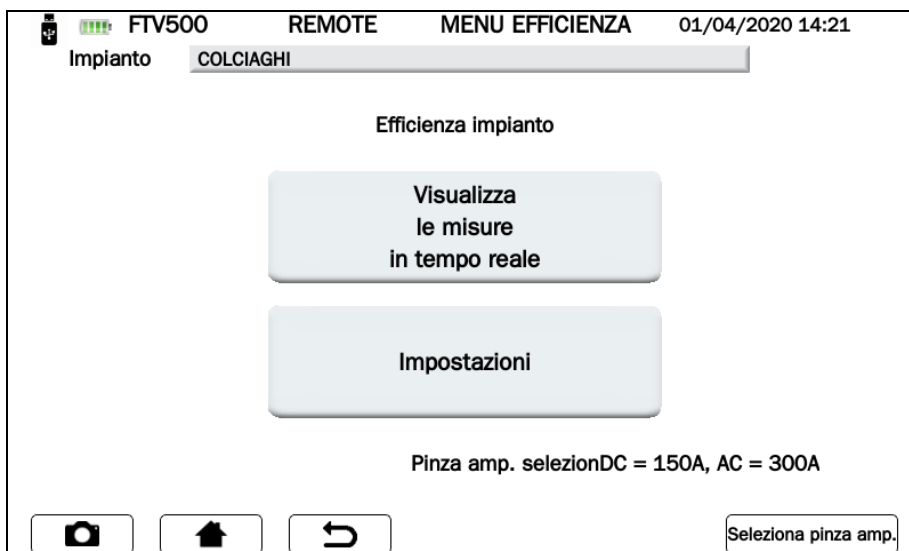 FTV500 REMOTE MENU EFFICIENZA 01/04/2020 14:21
Impianto COLCIAGHI
Efficienza impianto
Visualizza
le misure
in tempo reale
Impostazioni
Pinza amp. selezionDC = 150A, AC = 300A
Seleziona pinza amp.